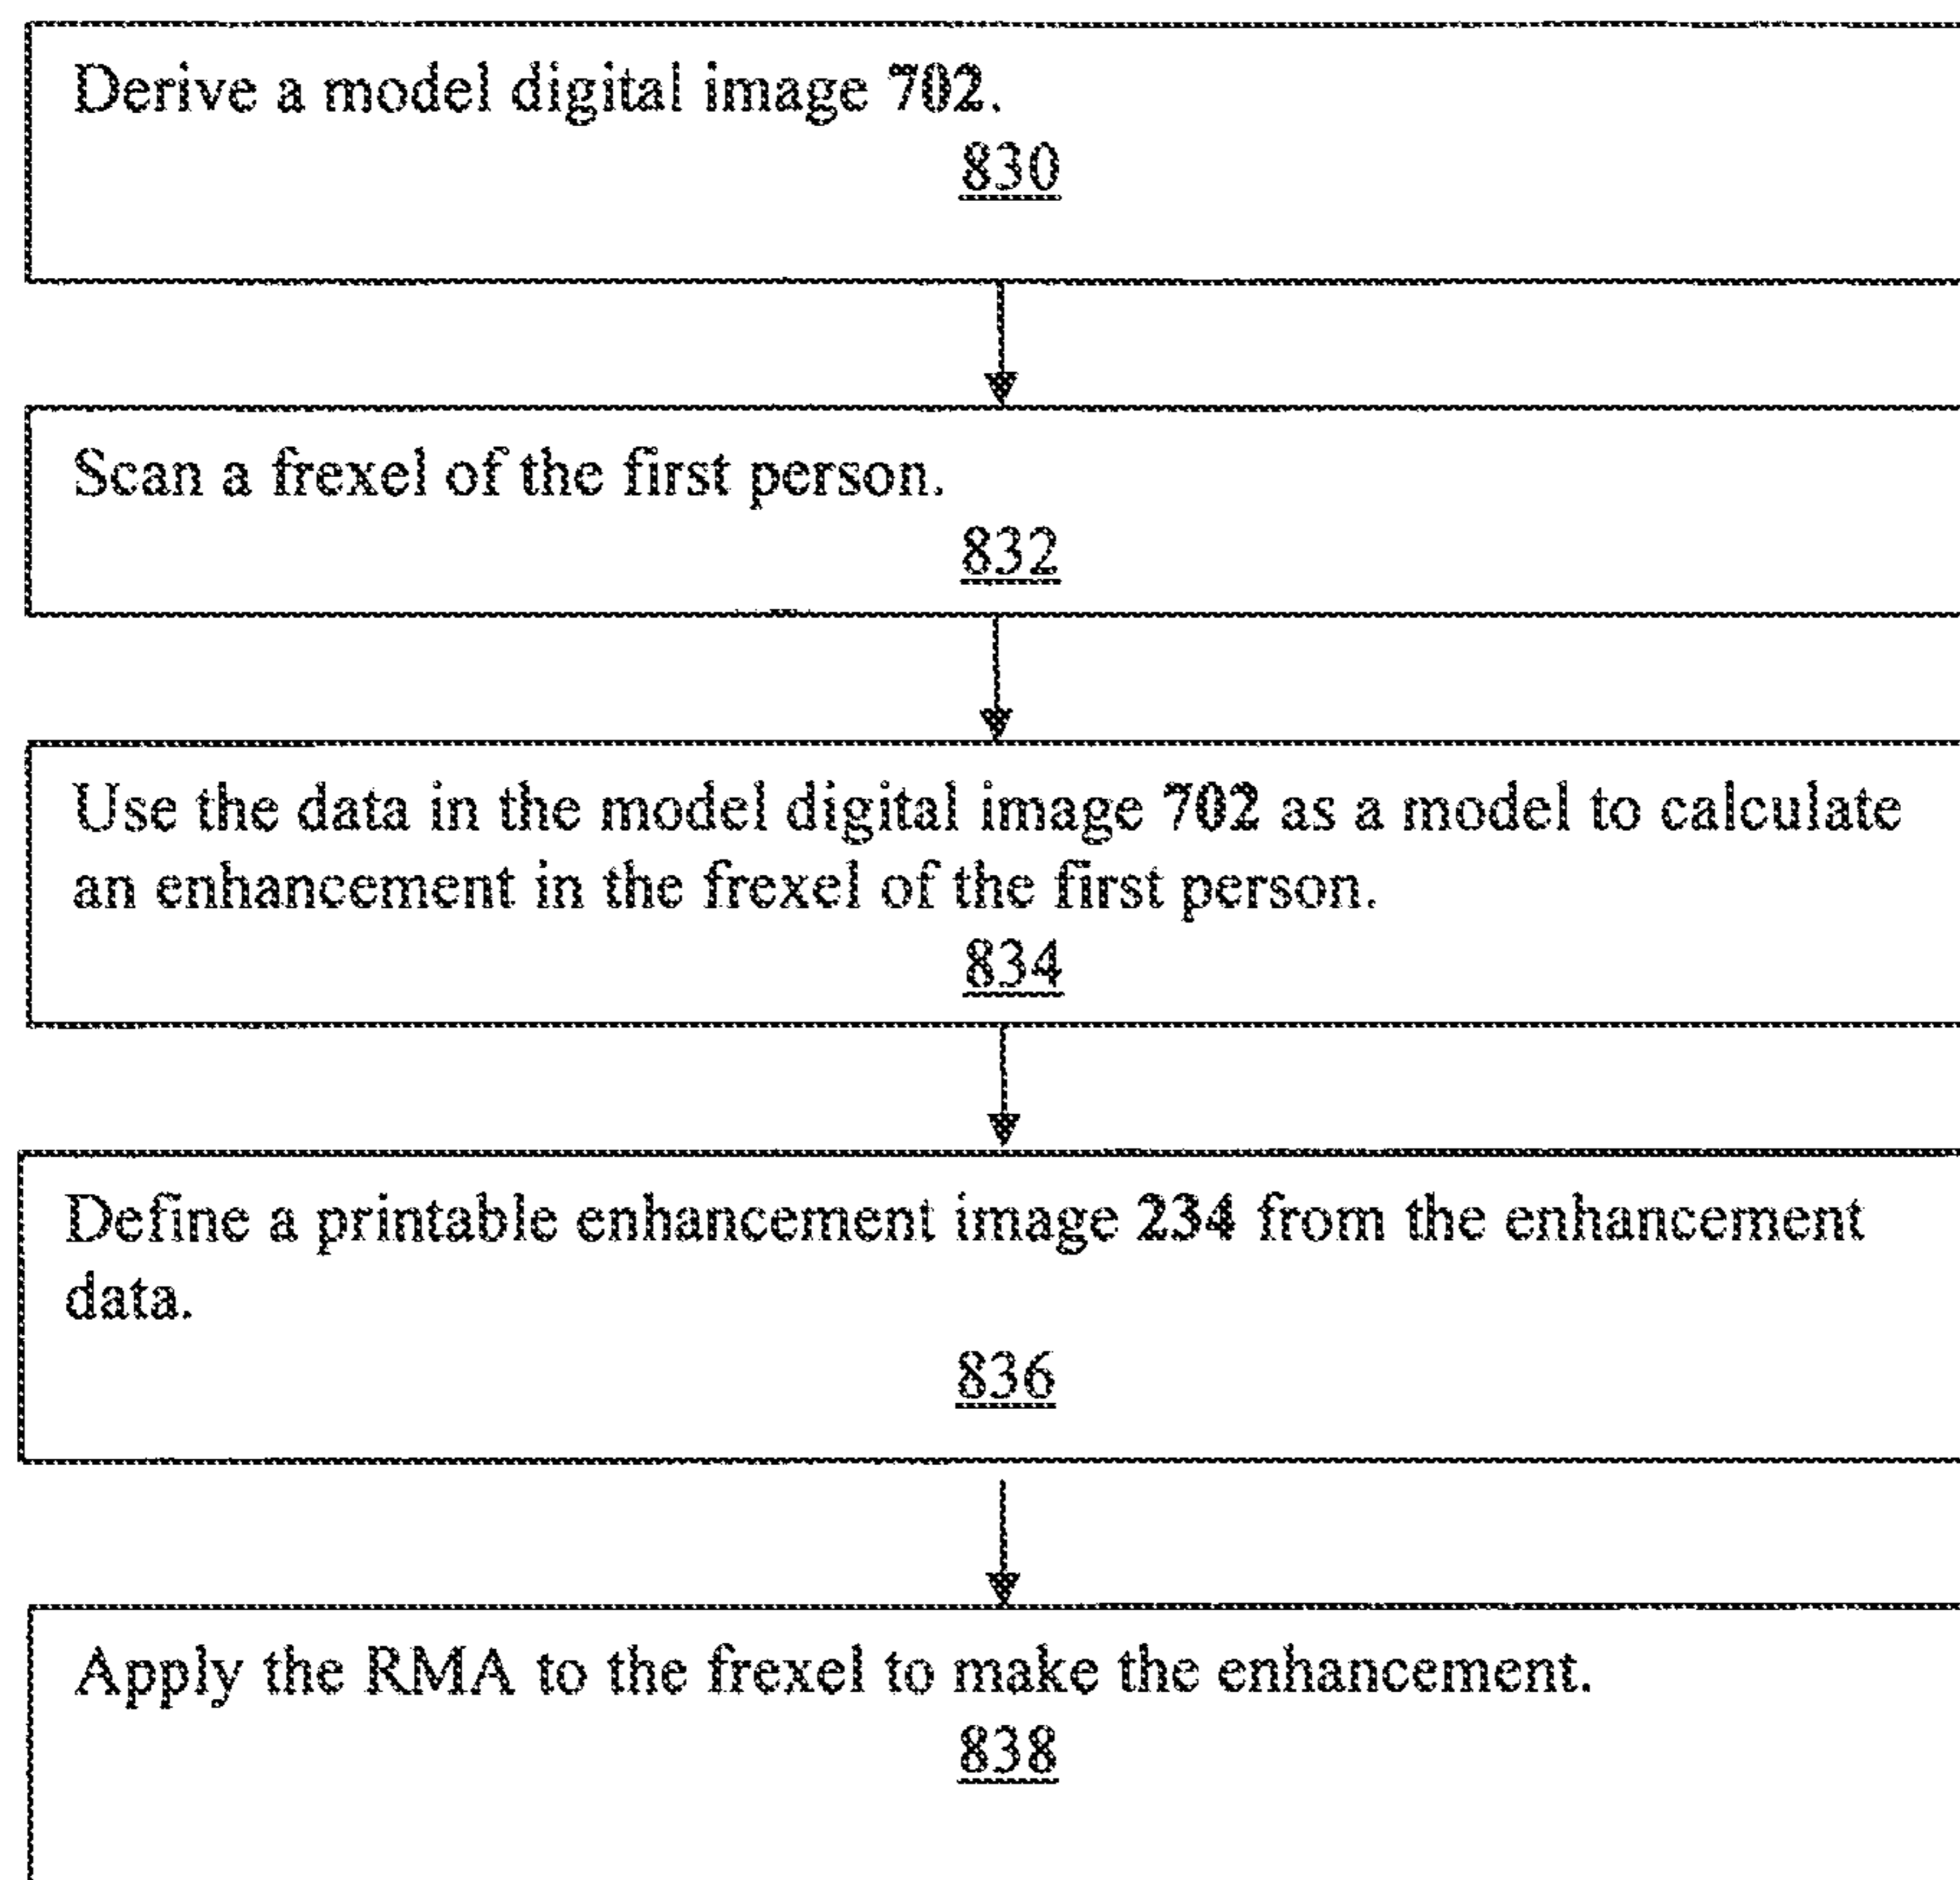 Derive a model digital image 702.
830
Scan a frexel of the first person.
832
Use the data in the model digital image 702 as a model to calculate
an enhancement in the frexel of the first person.
834
Define a printable enhancement image 234 from the enhancement
data.
836
Apply the RMA to the frexel to make the enhancement.
838